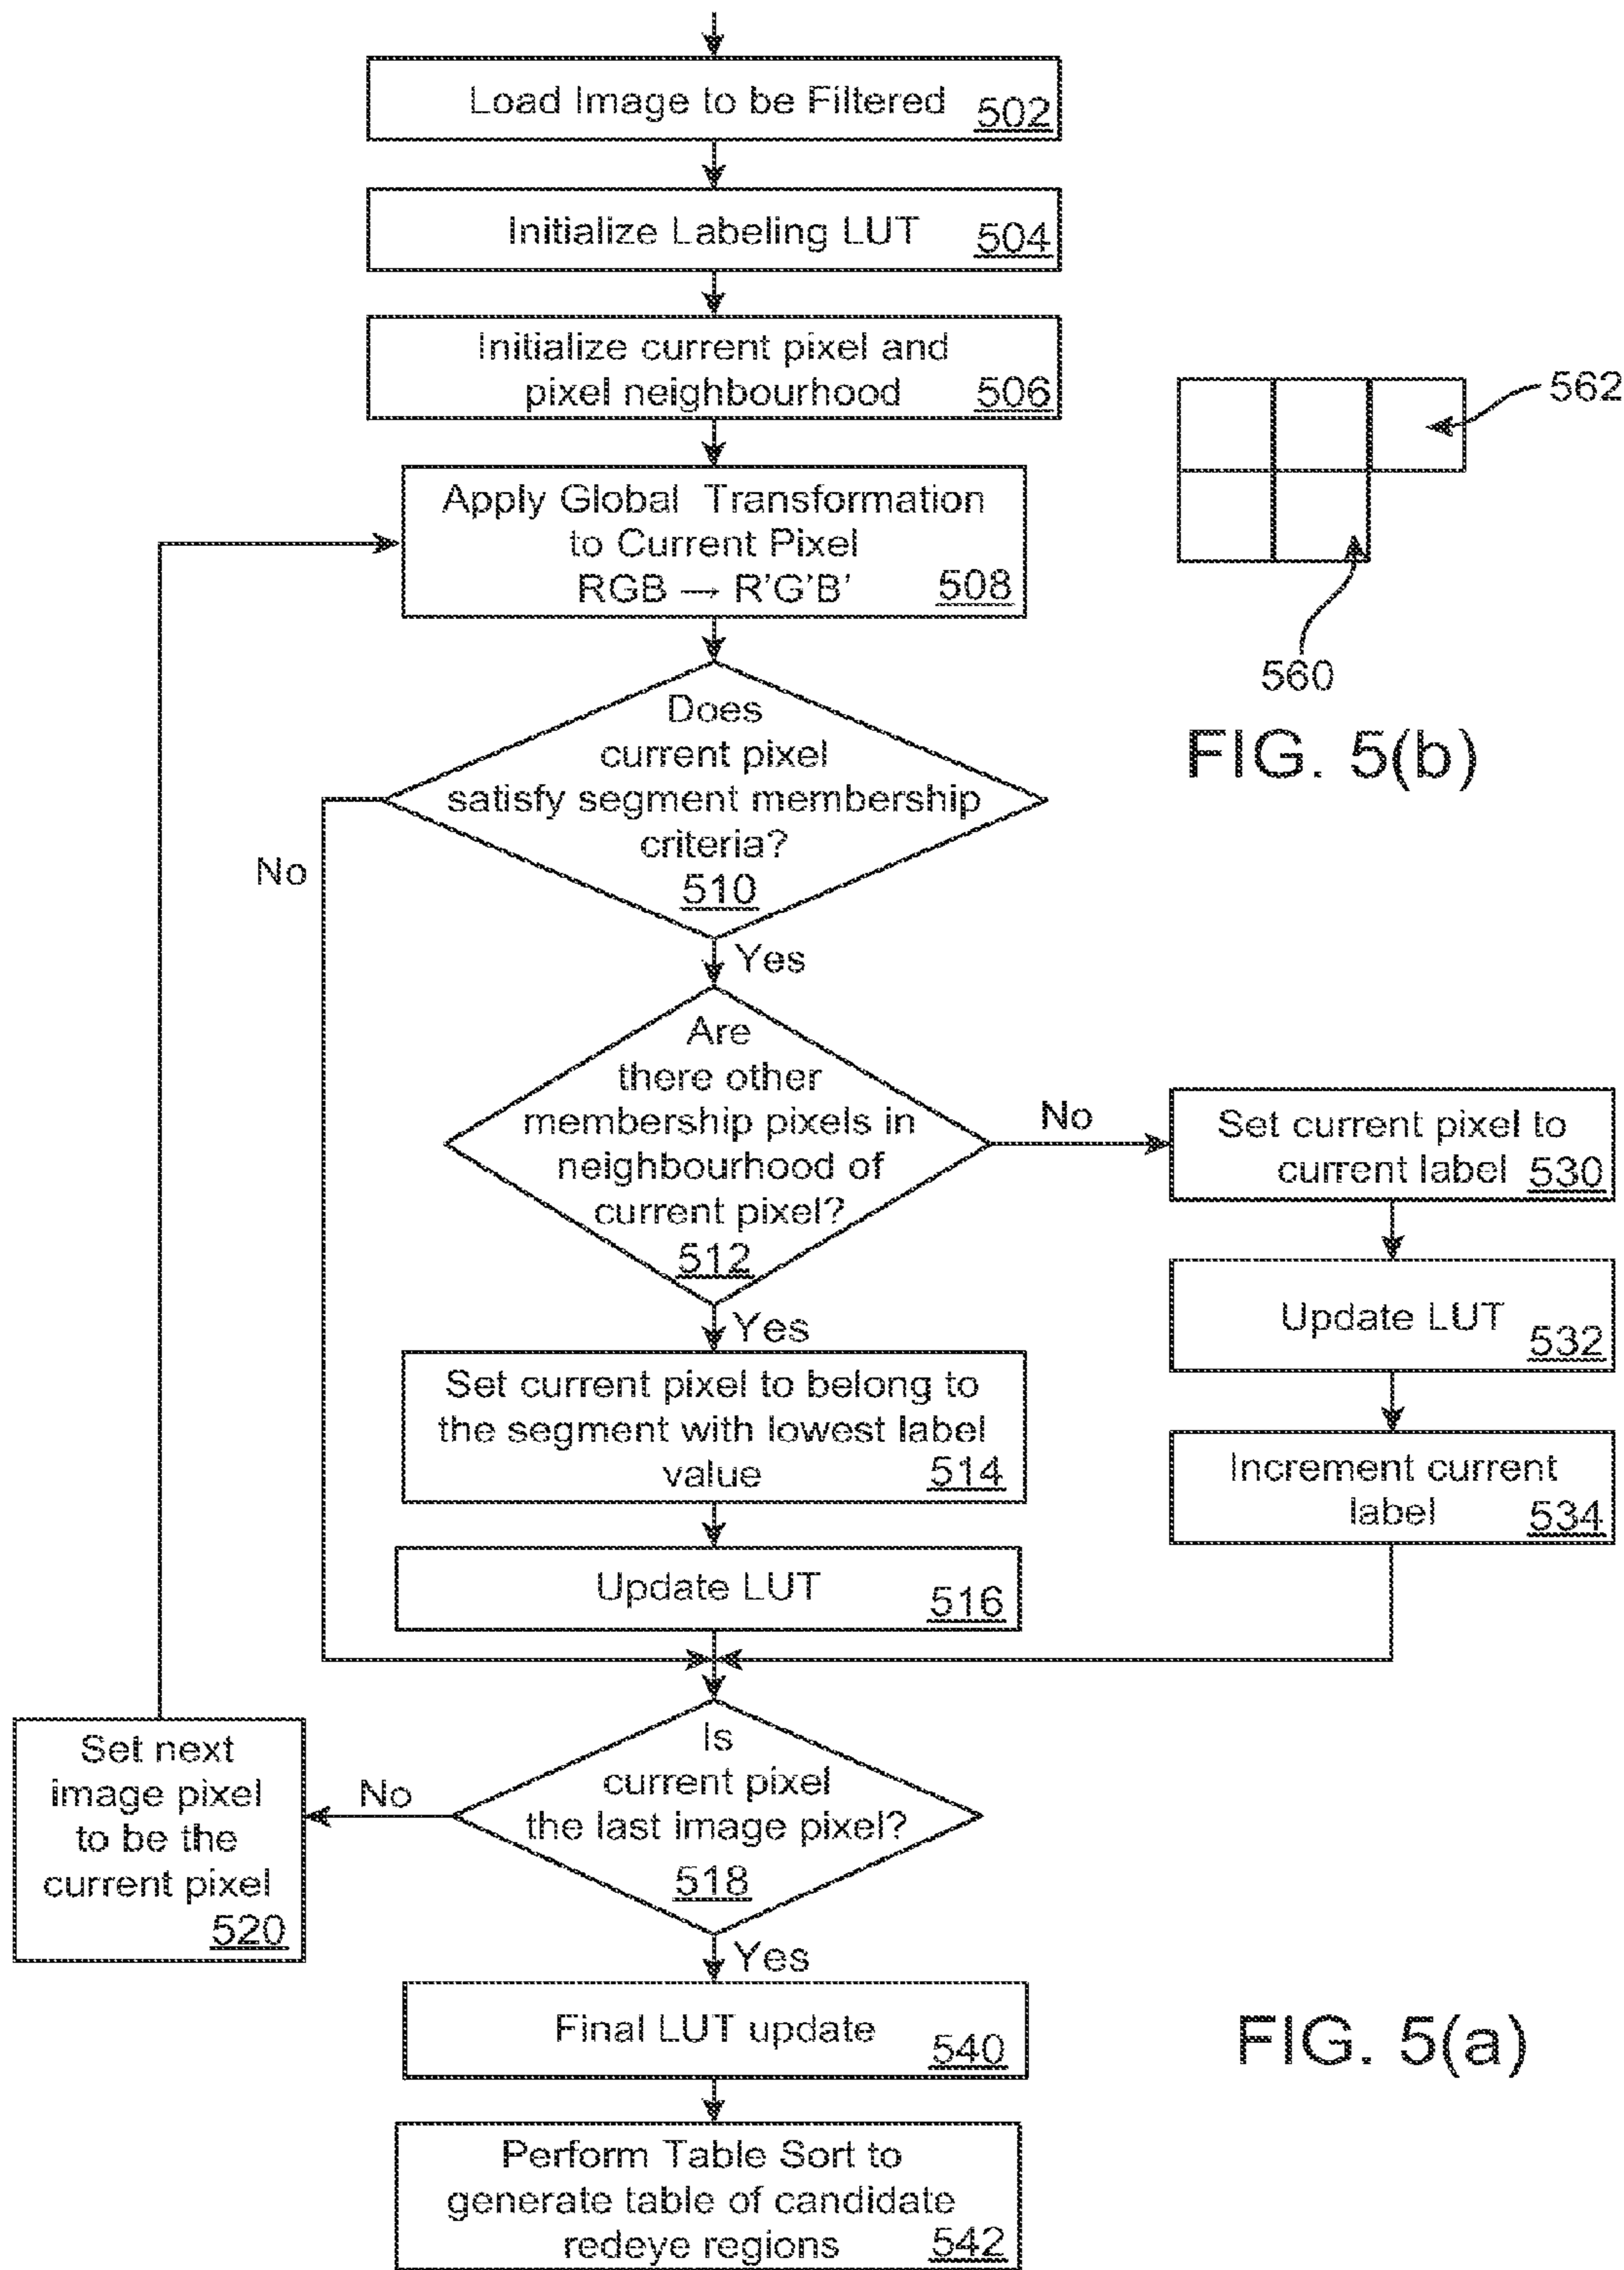 Load Image to be Filtered 502
Initialize Labeling LUT 504
Initialize current pixel and
pixel neighbourhood 506
Apply Global Transformation
to Current Pixel
RGB → R'G'B' 508
562
560
FIG. 5(b)
Does
current pixel
satisfy segment membership
criteria?
510
No
Yes
Are
there other
membership pixels in
neighbourhood of
current pixel?
512
No
Set current pixel to
current label 530
Update LUT 532
Increment current
label 534
Yes
Set current pixel to belong to
the segment with lowest label
value 514
Update LUT 516
Is
current pixel
the last image pixel?
518
No
Set next
image pixel
to be the
current pixel
520
Yes
Final LUT update 540
FIG. 5(a)
Perform Table Sort to
generate table of candidate
redeye regions 542